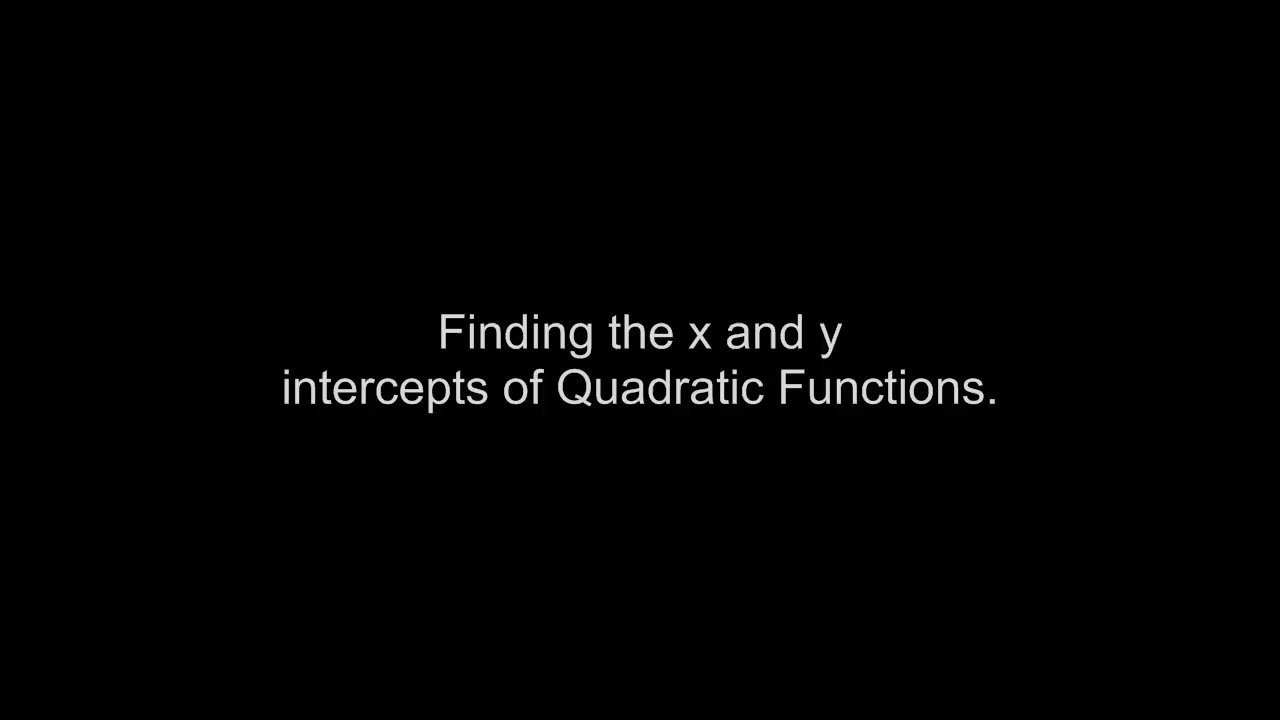 Finding the x and y
intercepts of Quadratic Functions.